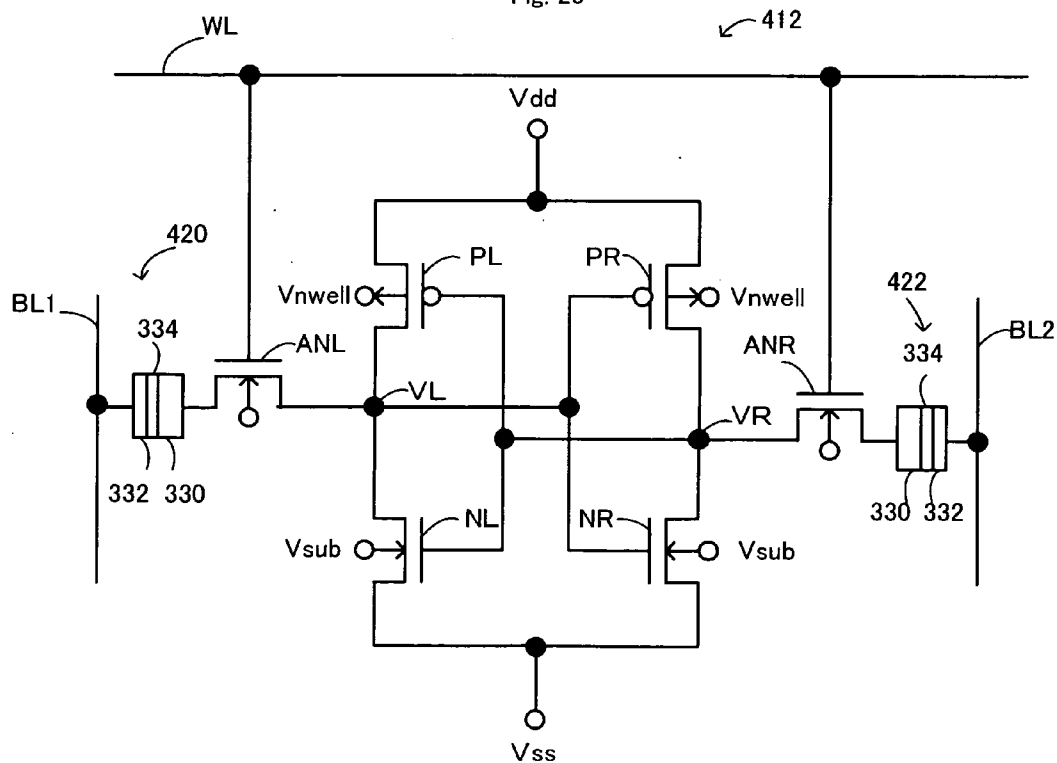 WL
412
Vdd
420
PL
PR
422
BL1
Vnwell
Vnwell
BL2
334
ANL
ANR
334
VL
VR
332
330
330
332
NL
NR
Vsub
Vsub
Vss